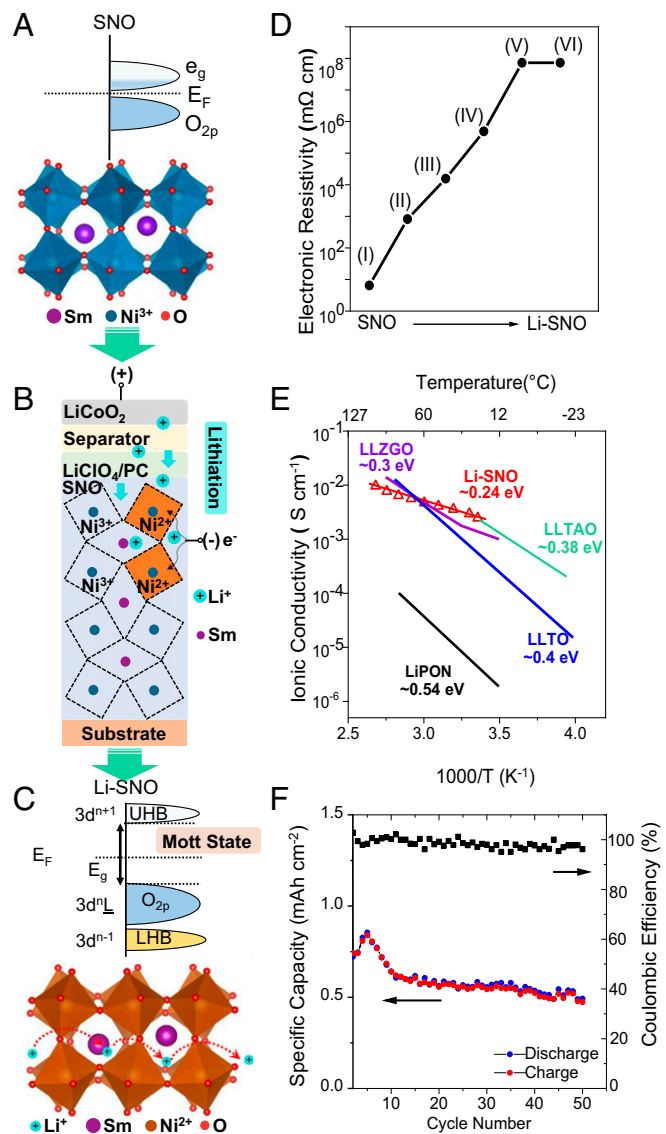 A
SNO
e_g
E_F
O_2p
Sm Ni³⁺ O
(+)
B
LiCoO₂
Separator
LiClO₄/PC
SNO
Lithiation
Ni³⁺
Ni²⁺
(-) e⁻
Ni³⁺
Ni²⁺
Li⁺
Sm
Substrate
Li-SNO
C
3dⁿ⁺¹
UHB
Mott State
E_F
E_g
3dⁿL
O_2p
3dⁿ⁻¹
LHB
Li⁺ Sm Ni²⁺ O
D
Electronic Resistivity (mΩ cm)
10⁸
10⁶
10⁴
10²
10⁰
(I)
(II)
(III)
(IV)
(V)
(VI)
SNO
Li-SNO
E
Temperature(°C)
127 60 12 -23
Ionic Conductivity ( S cm⁻¹)
10⁻¹
10⁻²
10⁻³
10⁻⁴
10⁻⁵
10⁻⁶
LLZGO
~0.3 eV
Li-SNO
~0.24 eV
LLTAO
~0.38 eV
LLTO
~0.4 eV
LiPON
~0.54 eV
2.5 3.0 3.5 4.0
1000/T (K⁻¹)
F
Specific Capacity (mAh cm⁻²)
1.5
1.0
0.5
0.0
Coulombic Efficiency (%)
100
80
60
40
20
0
Discharge
Charge
0 10 20 30 40 50
Cycle Number